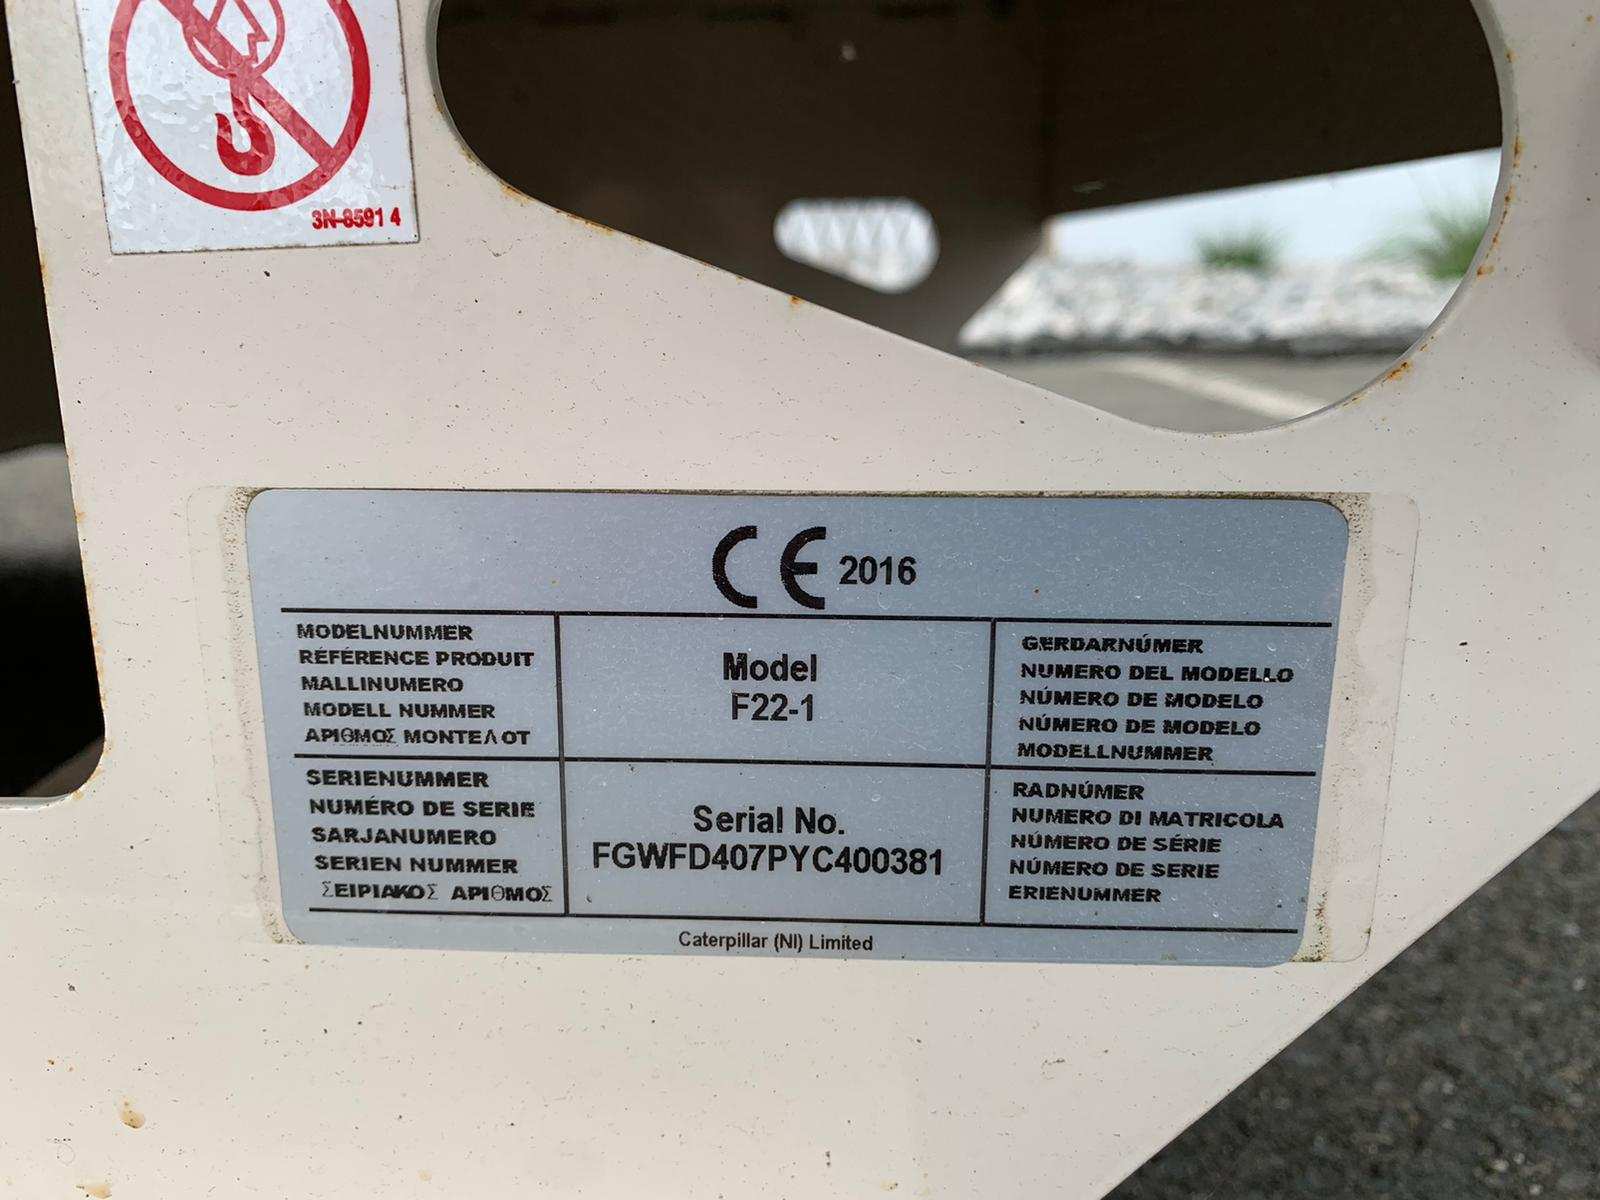 3N-8591 4
CE 2016
MODELNUMMER
RÉFÉRENCE PRODUIT
MALLINUMERO
MODELL NUMMER
ΑΡΙΘΜΟΣ ΜΟΝΤΕΛΟΤ
Model
F22-1
GERDARNÚMER
NUMERO DEL MODELLO
NÚMERO DE MODELO
NÚMERO DE MODELO
MODELLNUMMER
SERIENUMMER
NUMÉRO DE SERIE
SARJANUMERO
SERIEN NUMMER
ΣΕΙΡΙΑΚΟΣ ΑΡΙΘΜΟΣ
Serial No.
FGWFD407PYC400381
RADNÚMER
NUMERO DI MATRICOLA
NÚMERO DE SÉRIE
NÚMERO DE SERIE
ERIENUMMER
Caterpillar (NI) Limited